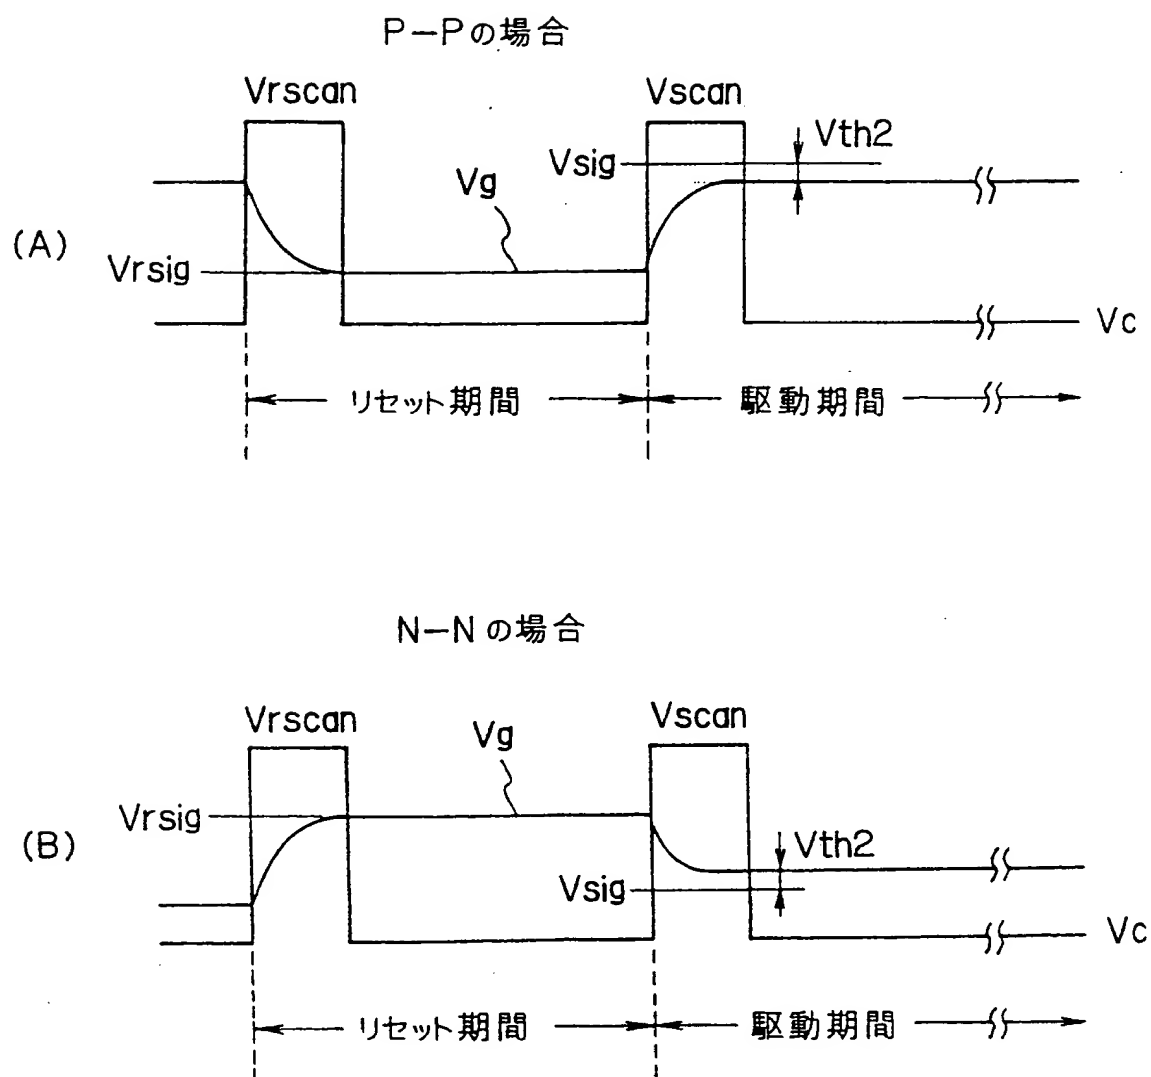 P−Pの場合
Vrscan
Vscan
Vth2
Vsig
Vg
(A)
Vrsig
Vc
リセット期間
駆動期間
N−Nの場合
Vrscan
Vscan
Vg
Vrsig
(B)
Vth2
Vsig
Vc
リセット期間
駆動期間